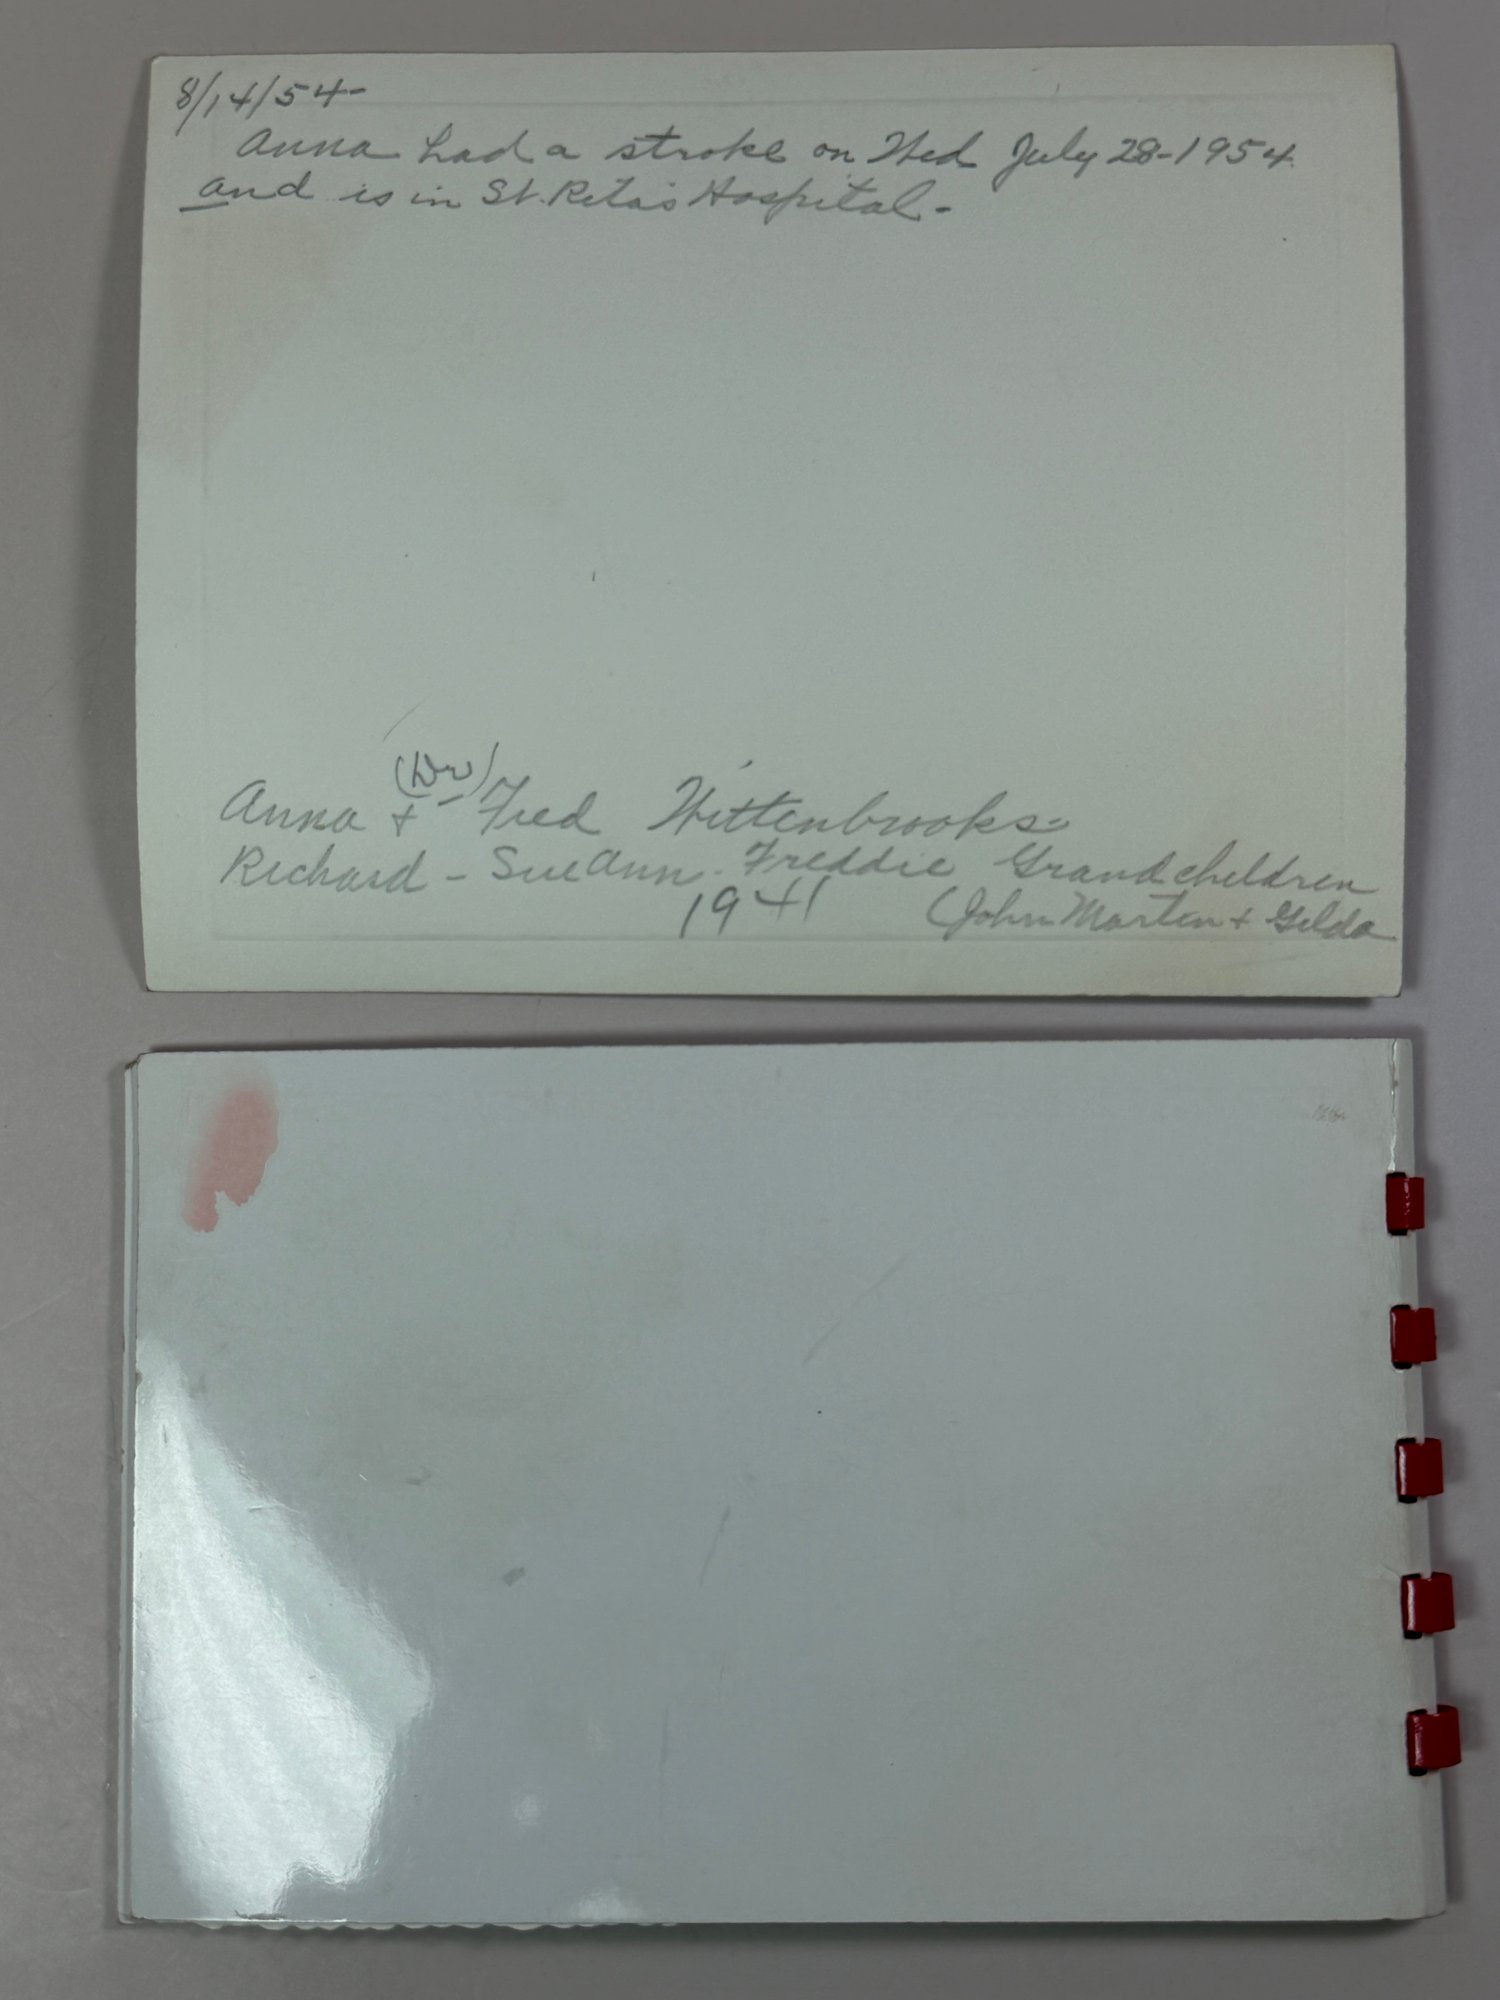 8/14/54-
Anna had a stroke on Wed July 28-1954.
and is in St. Rita's Hospital-
(Dr)
Anna + Fred Wittenbrooks
Richard - SueAnn - Freddie Grandchildren
1941 (John Martin + Gilda